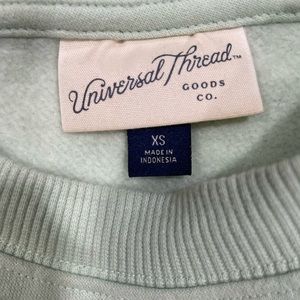 Universal Thread™
GOODS
CO.
XS
MADE IN
INDONESIA